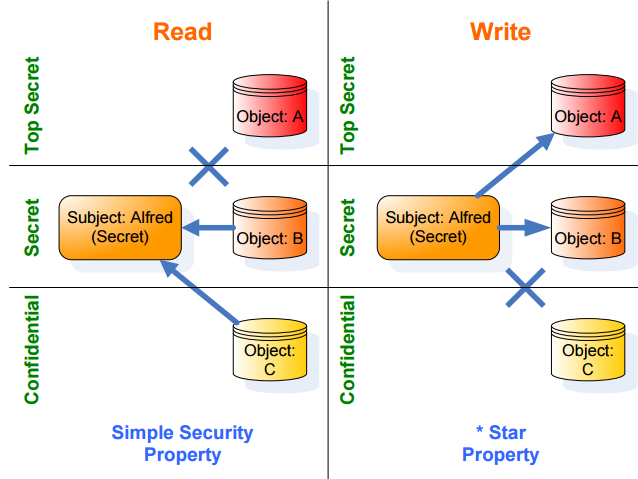 Read
Write
Top Secret
Object: A
Top Secret
Object: A
Secret
Subject: Alfred
(Secret)
Object: B
Secret
Subject: Alfred
(Secret)
Object: B
Confidential
Object:
C
Confidential
Object:
C
Simple Security
Property
* Star
Property